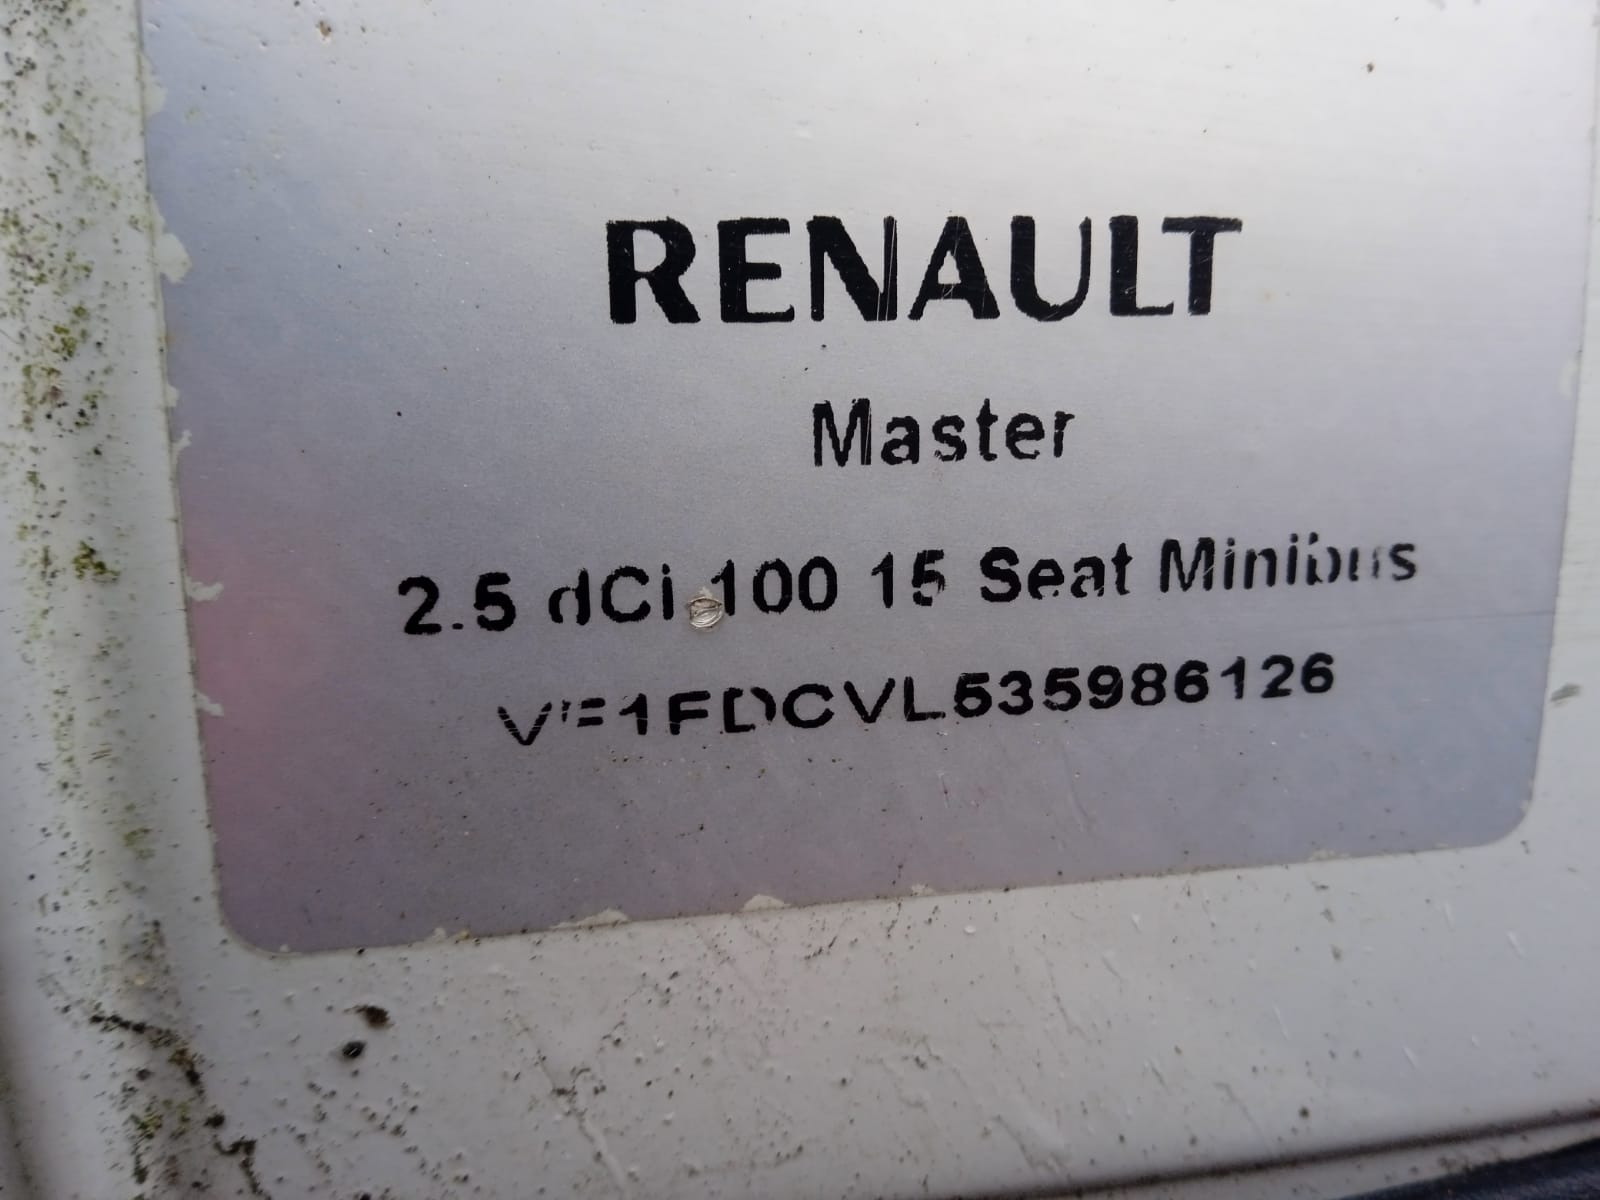 RENAULT
Master
2.5 dCi 100 15 Seat Minibus
VF1FDCVL535986126